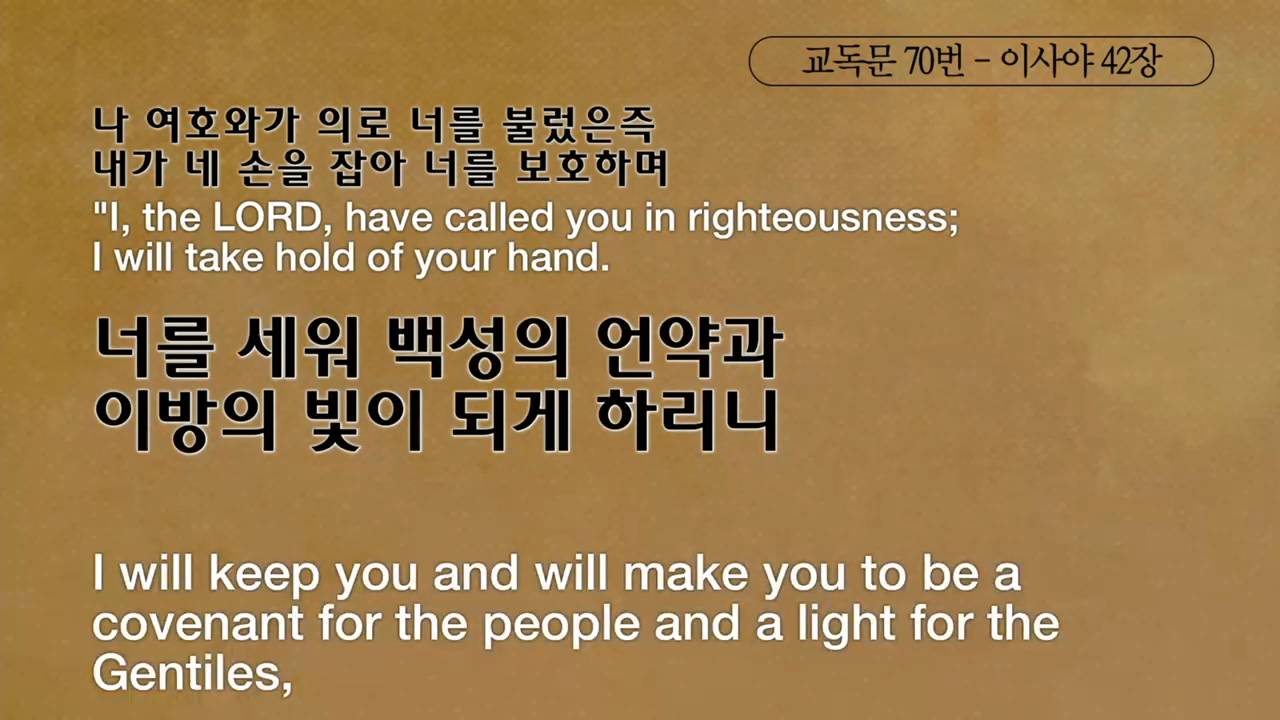 교독문 70번 - 이사야 42장
나 여호와가 의로 너를 불렀은즉
내가 네 손을 잡아 너를 보호하며
"I, the LORD, have called you in righteousness;
I will take hold of your hand.
너를 세워 백성의 언약과
이방의 빛이 되게 하리니
I will keep you and will make you to be a
covenant for the people and a light for the
Gentiles,